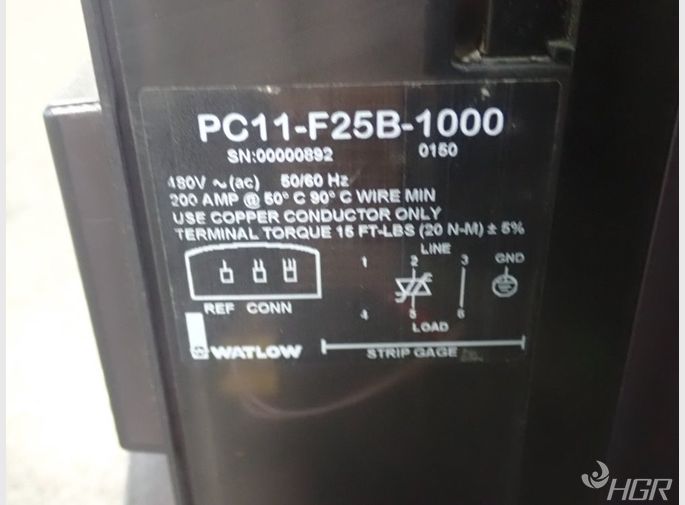 PC11-F25B-1000
SN:00000892 0150
480V ~ (ac) 50/60 Hz
200 AMP @ 50° C 90° C WIRE MIN
USE COPPER CONDUCTOR ONLY
TERMINAL TORQUE 15 FT-LBS (20 N-M) ± 5%
LINE
1 2 3 GND
REF CONN
4 5 6
LOAD
WATLOW
STRIP GAGE
HGR